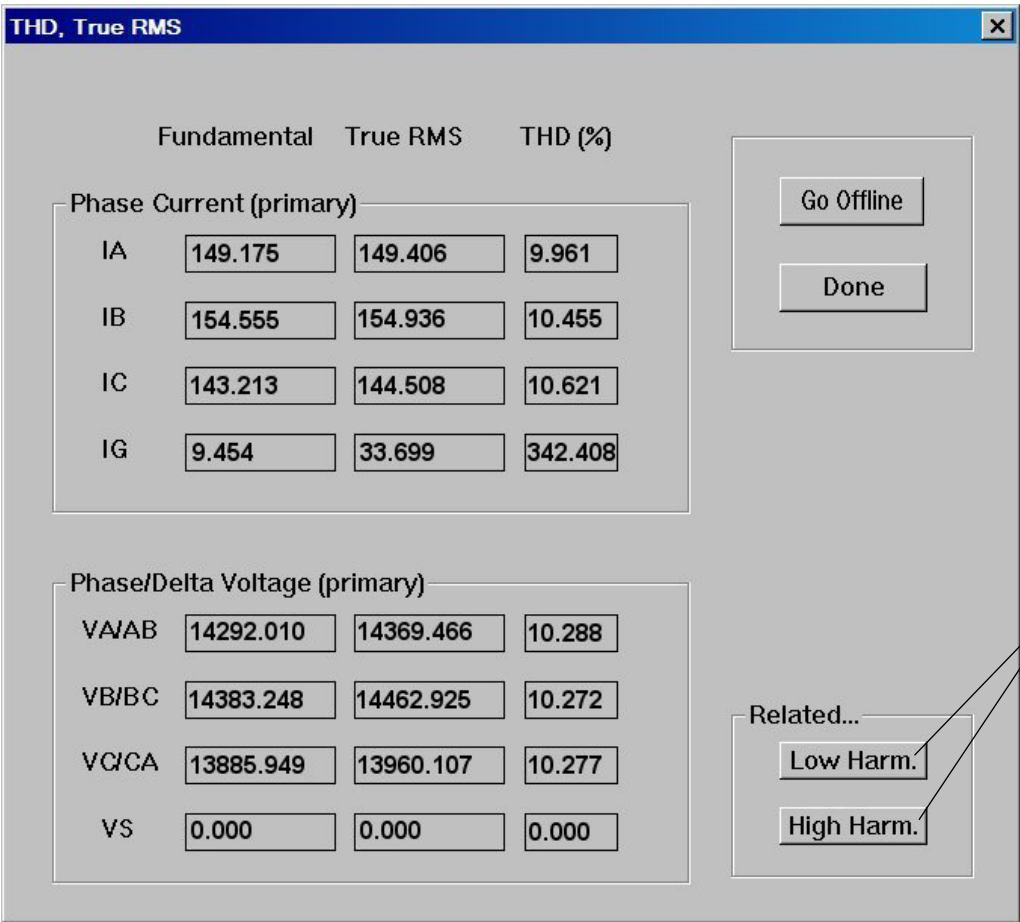 THD, True RMS
Fundamental True RMS THD (%)
Phase Current (primary)
IA 149.175 149.406 9.961
IB 154.555 154.936 10.455
IC 143.213 144.508 10.621
IG 9.454 33.699 342.408
Go Offline
Done
Phase/Delta Voltage (primary)
VA/AB 14292.010 14369.466 10.288
VB/BC 14383.248 14462.925 10.272
VC/CA 13885.949 13960.107 10.277
VS 0.000 0.000 0.000
Related...
Low Harm.
High Harm.